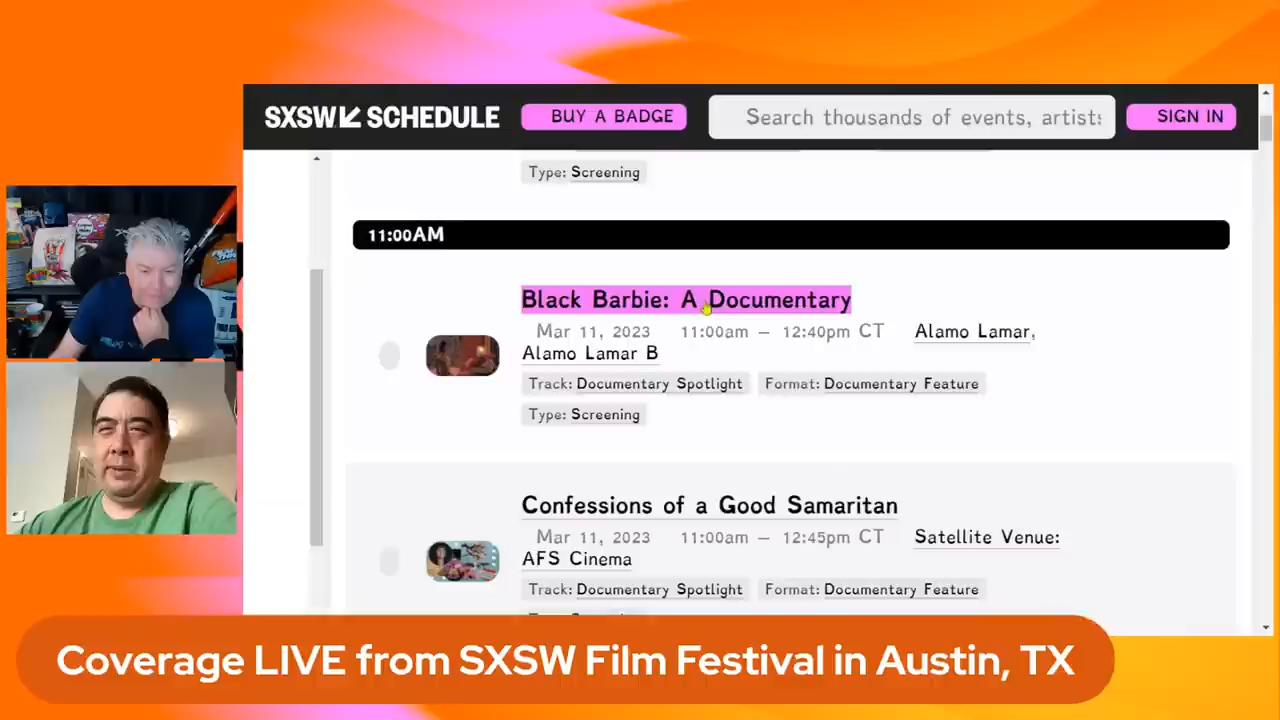 SXSW SCHEDULE
BUY A BADGE
Search thousands of events, artists
SIGN IN
Type: Screening
11:00AM
Black Barbie: A Documentary
Mar 11, 2023 11:00am – 12:40pm CT Alamo Lamar,
Alamo Lamar B
Track: Documentary Spotlight Format: Documentary Feature
Type: Screening
Confessions of a Good Samaritan
Mar 11, 2023 11:00am – 12:45pm CT Satellite Venue:
AFS Cinema
Track: Documentary Spotlight Format: Documentary Feature
Coverage LIVE from SXSW Film Festival in Austin, TX